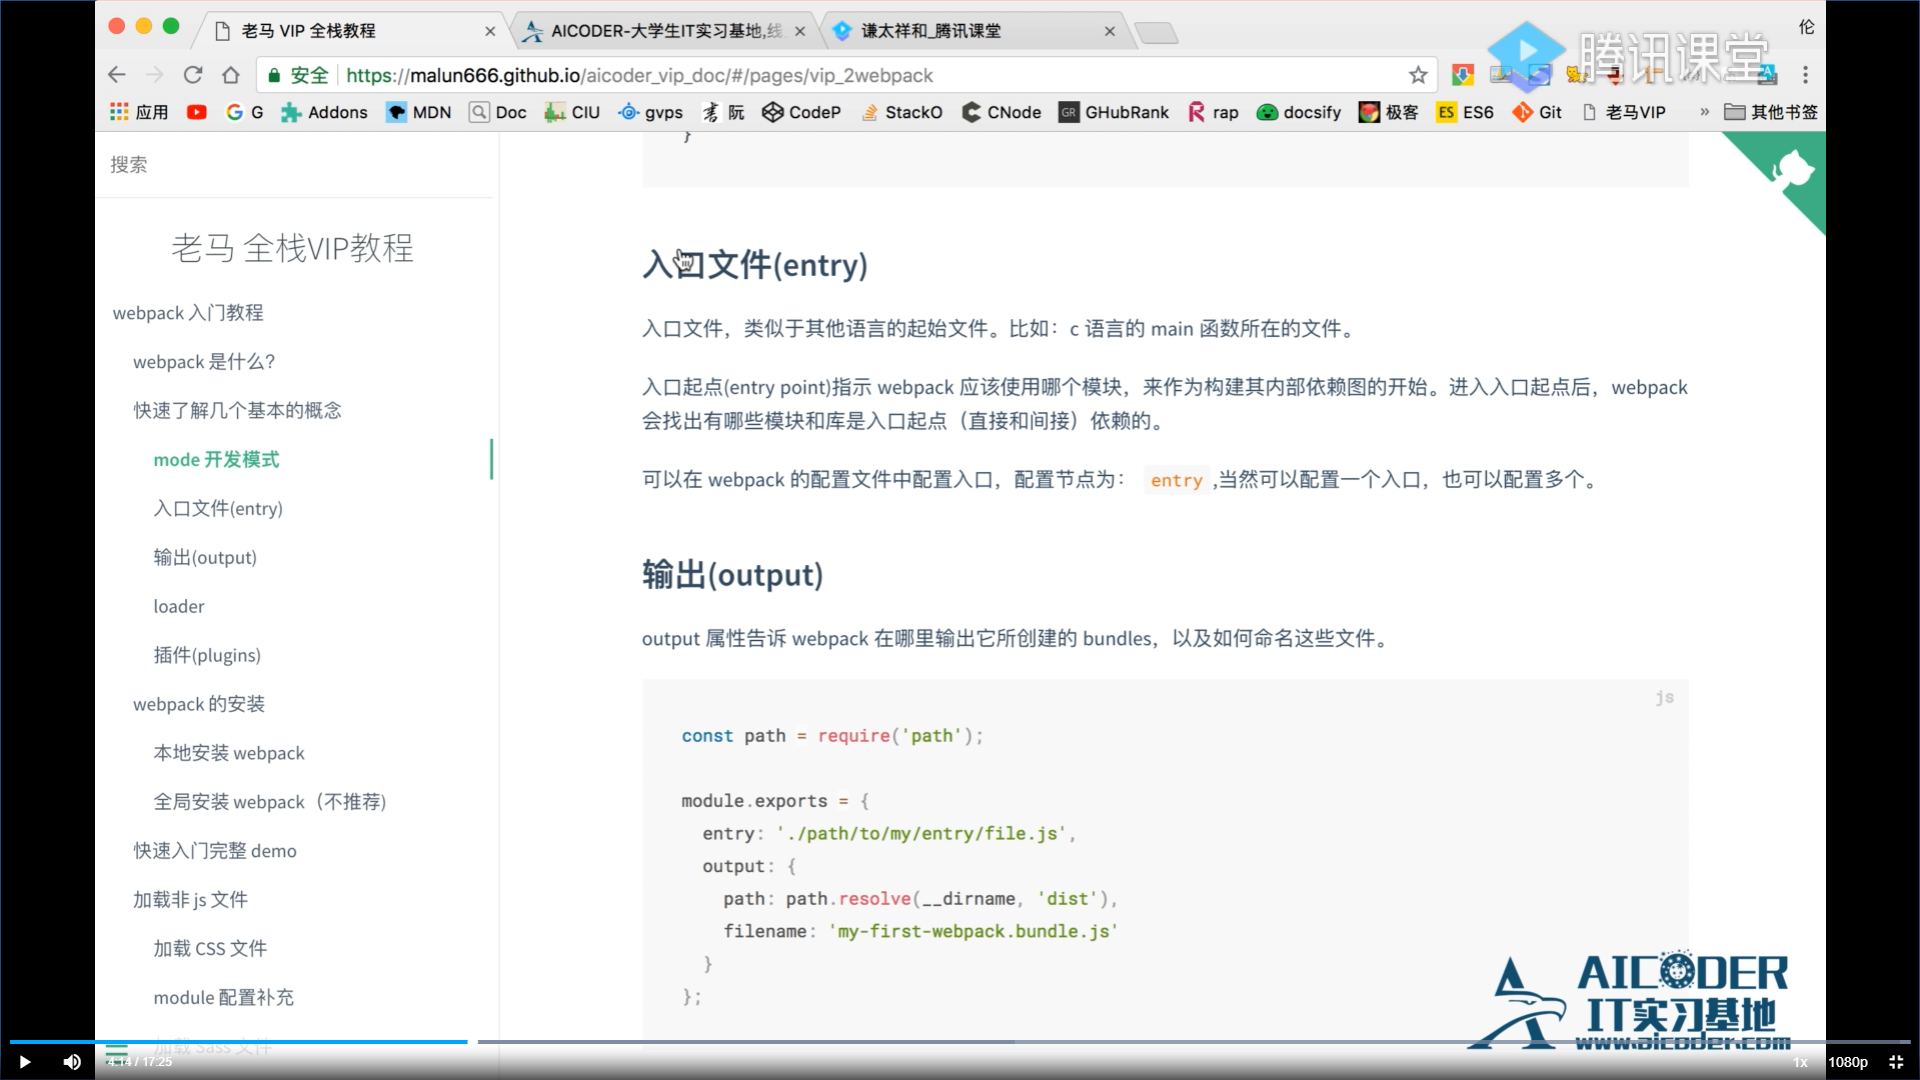 老马 VIP 全栈教程
AICODER-大学生IT实习基地,线
谦太祥和_腾讯课堂
伦
安全 https://malun666.github.io/aicoder_vip_doc/#/pages/vip_2webpack
腾讯课堂
应用 G Addons MDN Doc CIU gvps 阮 CodeP StackO CNode GHubRank rap docsify 极客 ES6 Git 老马VIP » 其他书签
搜索
老马 全栈VIP教程
webpack 入门教程
webpack 是什么?
快速了解几个基本的概念
mode 开发模式
入口文件(entry)
输出(output)
loader
插件(plugins)
webpack 的安装
本地安装 webpack
全局安装 webpack（不推荐)
快速入门完整 demo
加载非 js 文件
加载 CSS 文件
module 配置补充
加载 Sass 文件
}
入口文件(entry)
入口文件，类似于其他语言的起始文件。比如：c 语言的 main 函数所在的文件。
入口起点(entry point)指示 webpack 应该使用哪个模块，来作为构建其内部依赖图的开始。进入入口起点后，webpack
会找出有哪些模块和库是入口起点（直接和间接）依赖的。
可以在 webpack 的配置文件中配置入口，配置节点为： entry ,当然可以配置一个入口，也可以配置多个。
输出(output)
output 属性告诉 webpack 在哪里输出它所创建的 bundles，以及如何命名这些文件。
js
const path = require('path');
module.exports = {
entry: './path/to/my/entry/file.js',
output: {
path: path.resolve(__dirname, 'dist'),
filename: 'my-first-webpack.bundle.js'
}
};
AICODER
IT实习基地
www.aicoder.com
4:14 / 17:25
1x 1080p